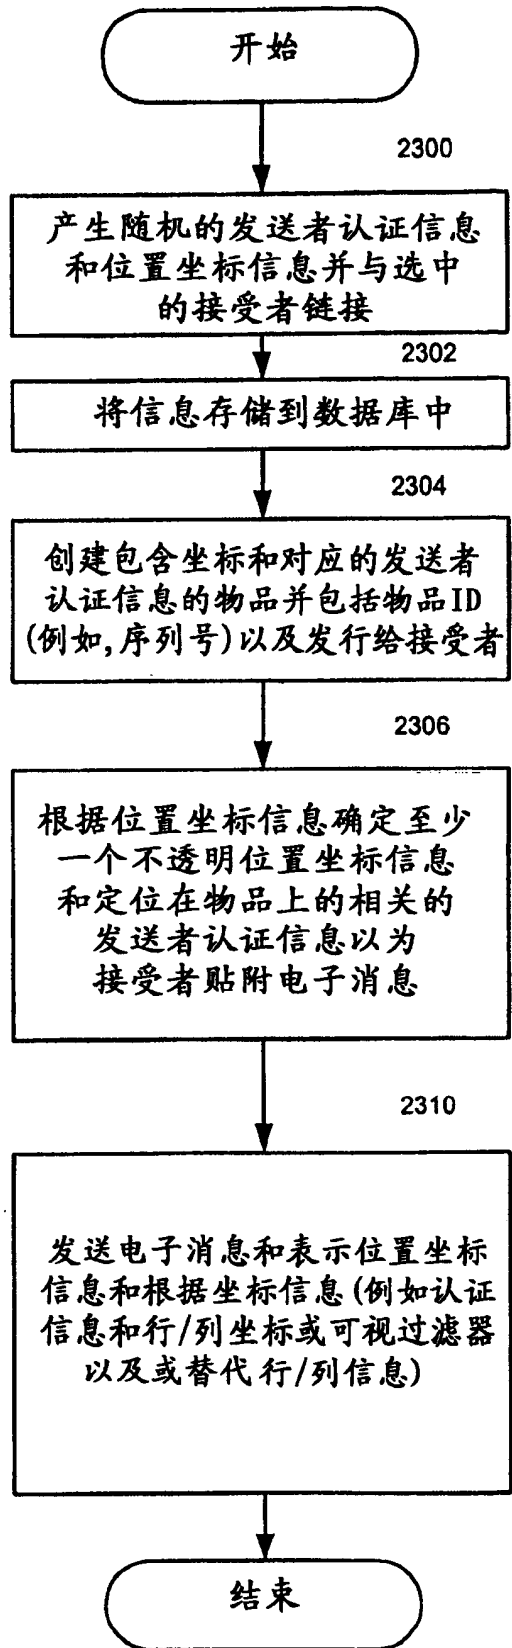 开始
2300
产生随机的发送者认证信息
和位置坐标信息并与选中
的接受者链接
2302
将信息存储到数据库中
2304
创建包含坐标和对应的发送者
认证信息的物品并包括物品ID
(例如,序列号)以及发行给接受者
2306
根据位置坐标信息确定至少
一个不透明位置坐标信息
和定位在物品上的相关的
发送者认证信息以为
接受者贴附电子消息
2310
发送电子消息和表示位置坐标
信息和根据坐标信息(例如认证
信息和行/列坐标或可视过滤器
以及或替代行/列信息)
结束